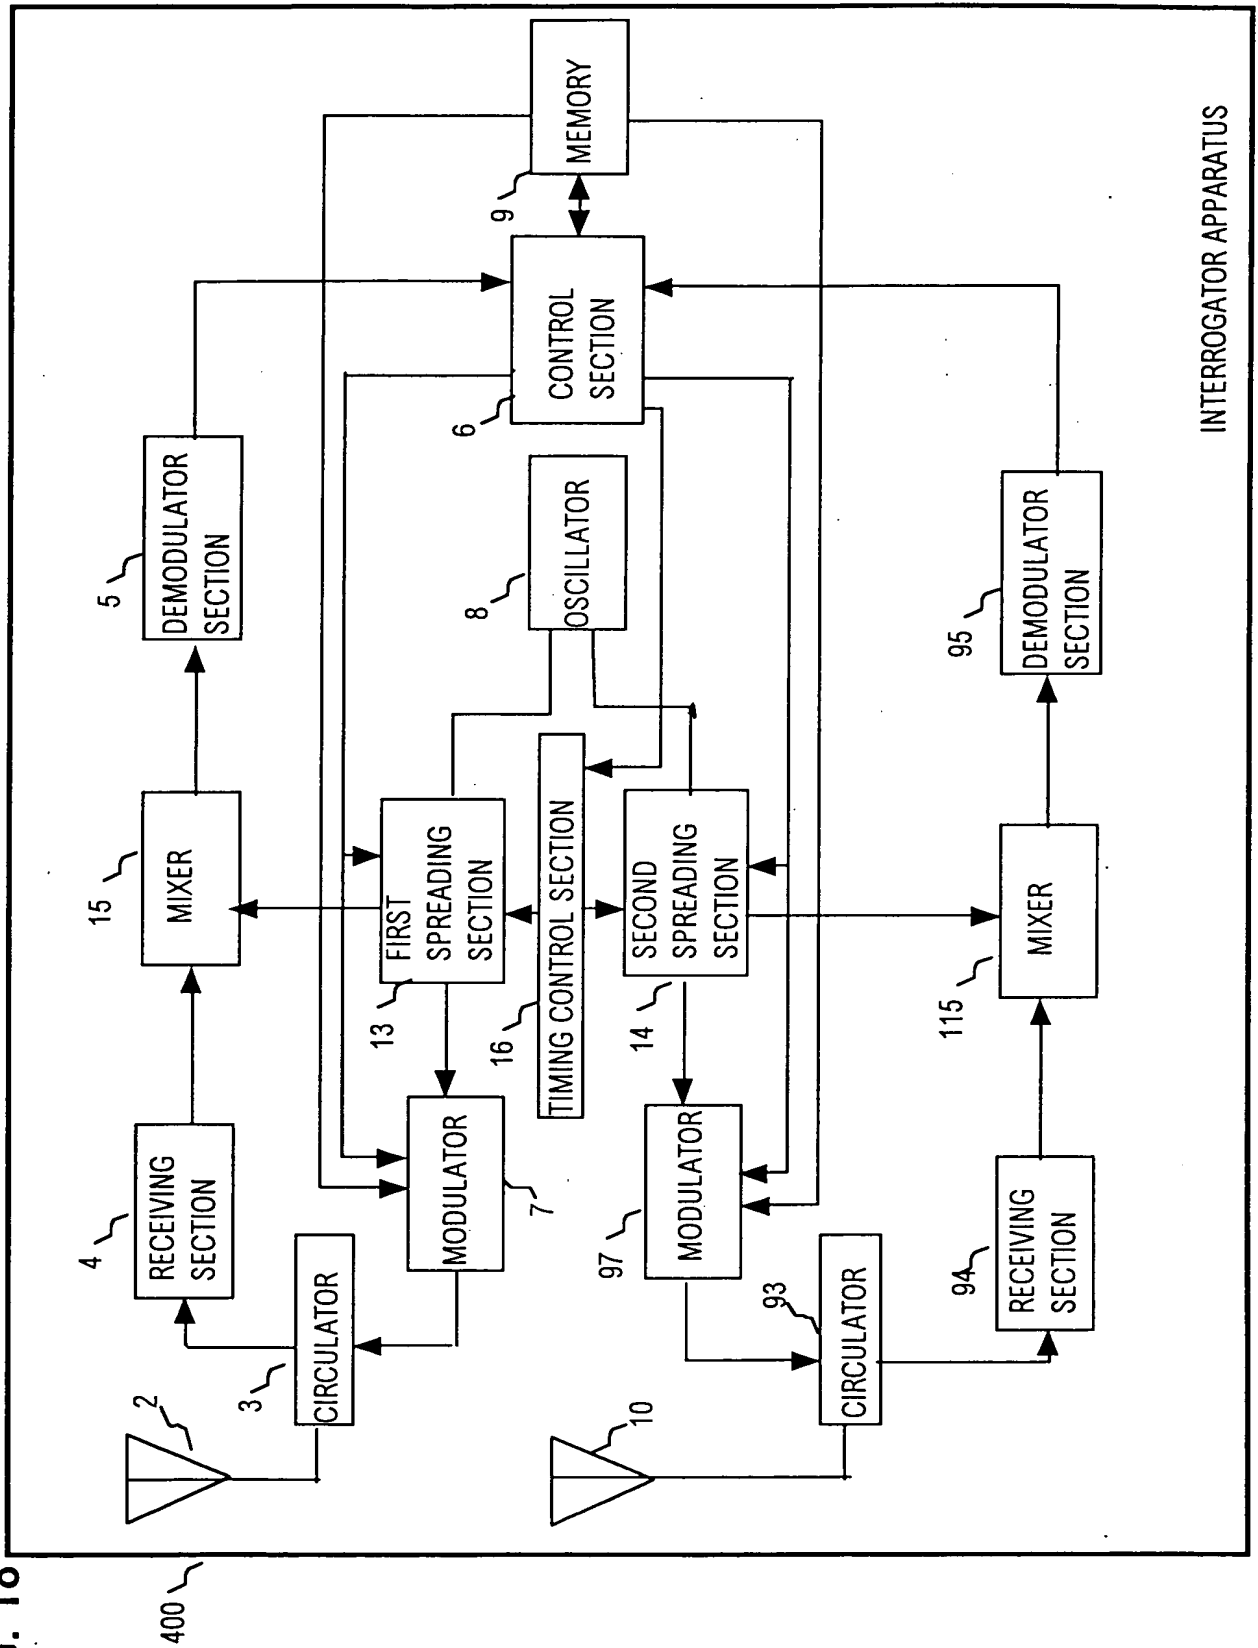 400
2
4
RECEIVING
SECTION
15
MIXER
5
DEMODULATOR
SECTION
3
CIRCULATOR
7
MODULATOR
13
FIRST
SPREADING
SECTION
16
TIMING CONTROL SECTION
8
OSCILLATOR
6
CONTROL
SECTION
9
MEMORY
10
97
MODULATOR
14
SECOND
SPREADING
SECTION
93
CIRCULATOR
94
RECEIVING
SECTION
115
MIXER
95
DEMODULATOR
SECTION
INTERROGATOR APPARATUS